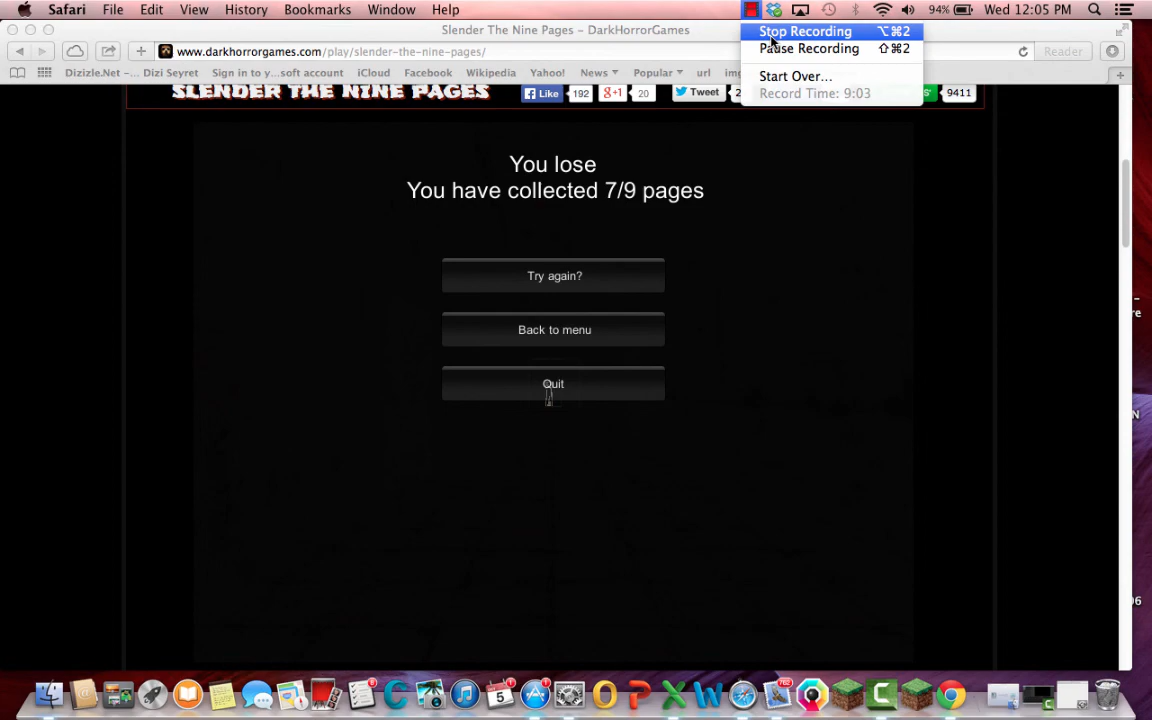 Safari File Edit View History Bookmarks Window Help 94% Wed 12:05 PM
Slender The Nine Pages – DarkHorrorGames
Stop Recording ⌥⌘2
www.darkhorrorgames.com/play/slender-the-nine-pages/
Pause Recording ⇧⌘2
Reader
Dizizle.Net – Dizi Seyret Sign in to y...soft account iCloud Facebook Wikipedia Yahoo! News Popular url
Start Over...
SLENDER THE NINE PAGES Like 192 +1 20 Tweet
Record Time: 9:03
9411
You lose
You have collected 7/9 pages
Try again?
Back to menu
Quit